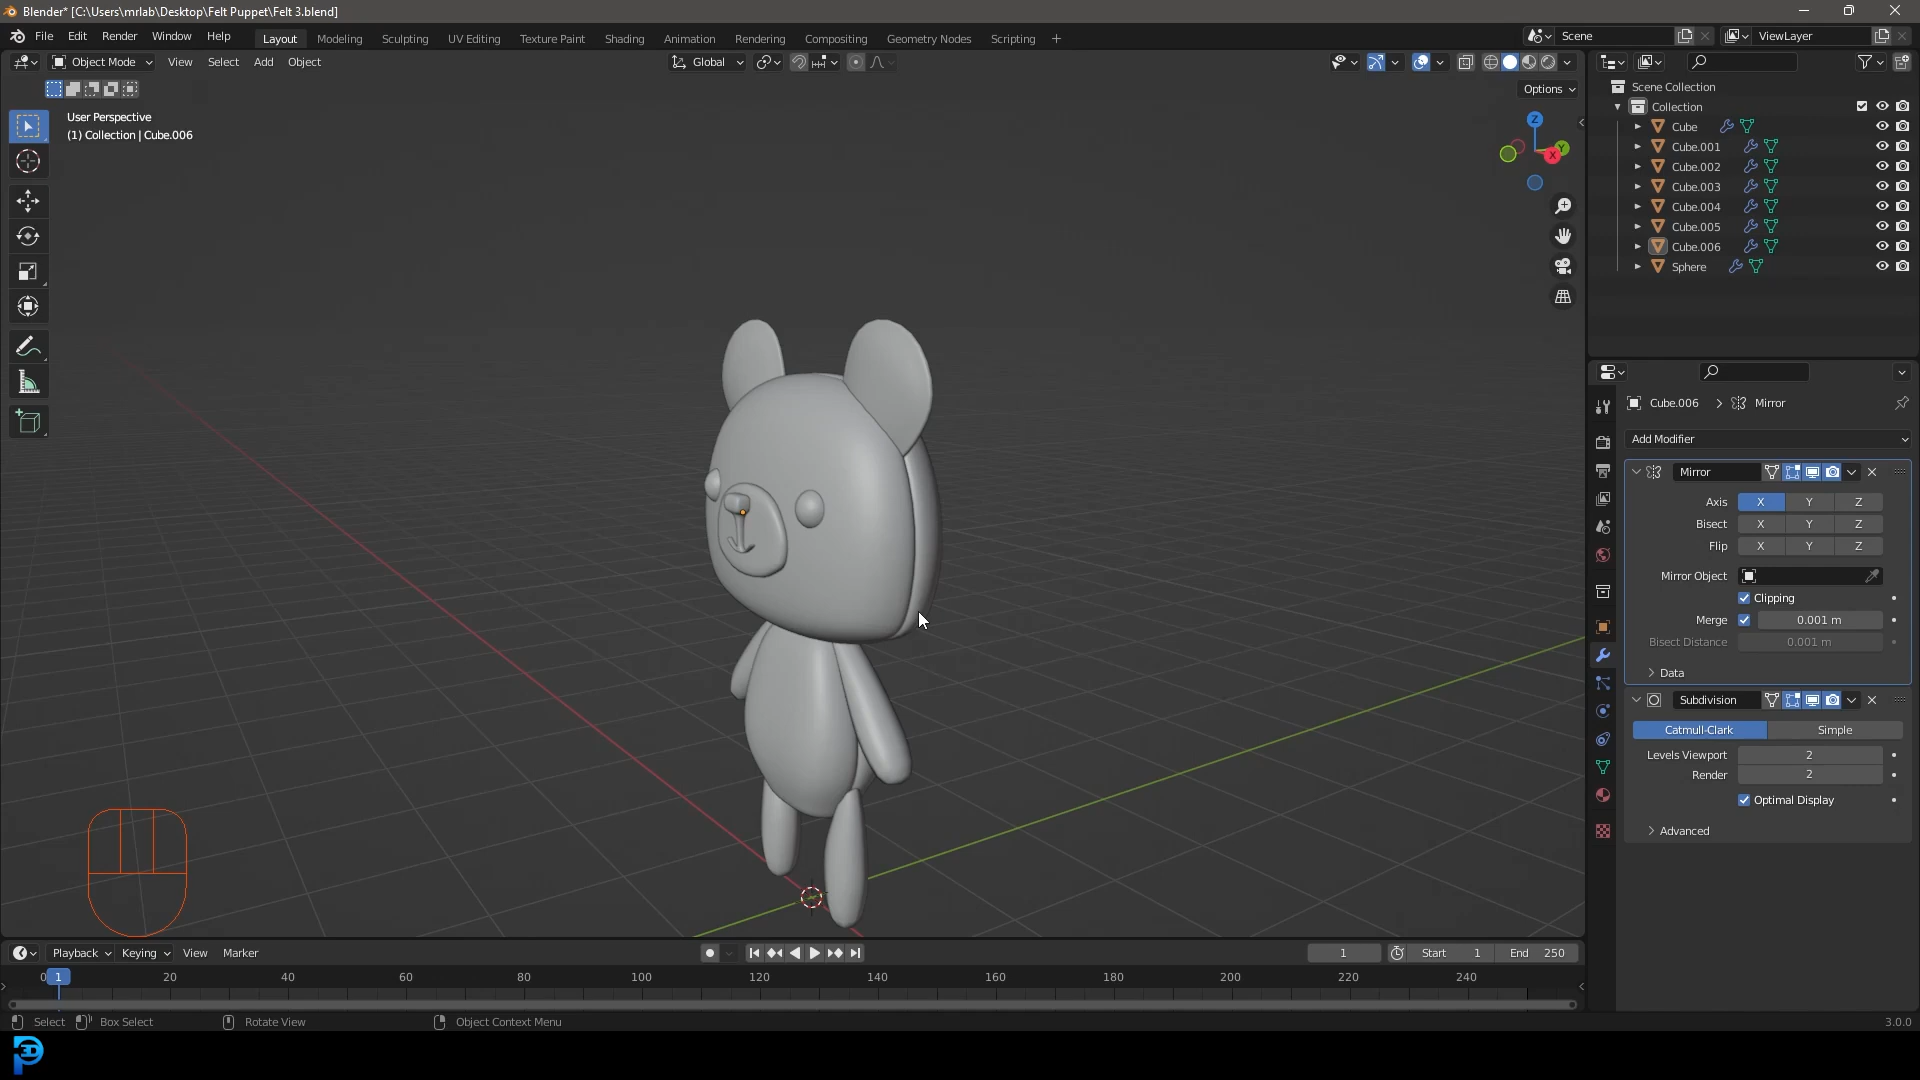 Blender* [C:\Users\mrlab\Desktop\Felt Puppet\Felt 3.blend]
File Edit Render Window Help Layout Modeling Sculpting UV Editing Texture Paint Shading Animation Rendering Compositing Geometry Nodes Scripting + Scene ViewLayer
Object Mode View Select Add Object Global
Options
User Perspective
(1) Collection | Cube.006
Z
Y
X
Scene Collection
Collection
Cube
Cube.001
Cube.002
Cube.003
Cube.004
Cube.005
Cube.006
Sphere
Cube.006 > Mirror
Add Modifier
Mirror
Axis X Y Z
Bisect X Y Z
Flip X Y Z
Mirror Object
Clipping
Merge 0.001 m
Bisect Distance 0.001 m
> Data
Subdivision
Catmull-Clark Simple
Levels Viewport 2
Render 2
Optimal Display
> Advanced
Playback Keying View Marker 1 Start 1 End 250
0 1 20 40 60 80 100 120 140 160 180 200 220 240
Select Box Select Rotate View Object Context Menu 3.0.0
P3D